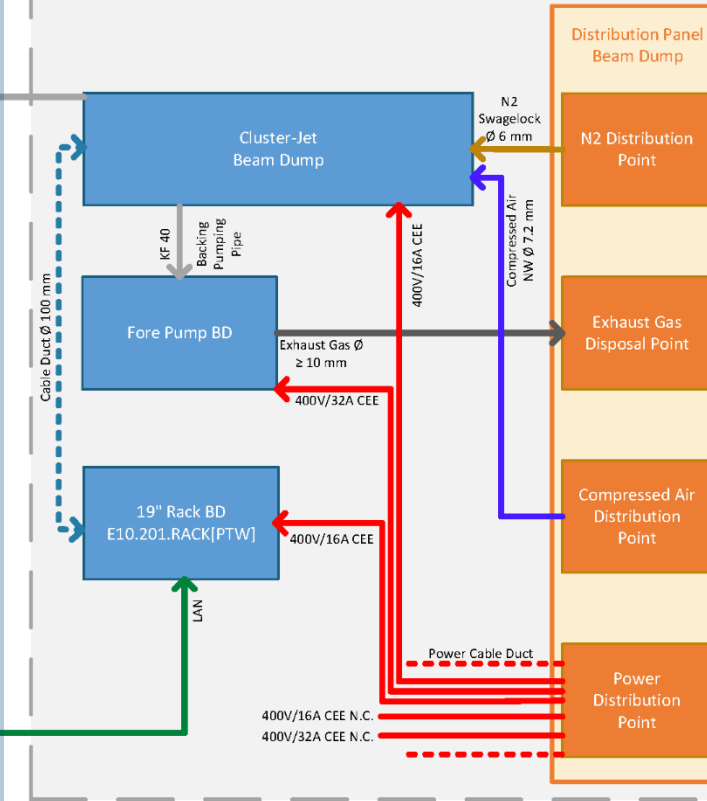 Distribution Panel
Beam Dump
N2
Swagelock
Ø 6 mm
Cluster-Jet
Beam Dump
N2 Distribution
Point
KF 40
Backing
Pumping
Pipe
400V/16A CEE
Compressed Air
NW Ø 7.2 mm
Cable Duct Ø 100 mm
Fore Pump BD
Exhaust Gas Ø
≥ 10 mm
Exhaust Gas
Disposal Point
400V/32A CEE
19" Rack BD
E10.201.RACK[PTW]
400V/16A CEE
Compressed Air
Distribution
Point
LAN
Power Cable Duct
Power
Distribution
Point
400V/16A CEE N.C.
400V/32A CEE N.C.